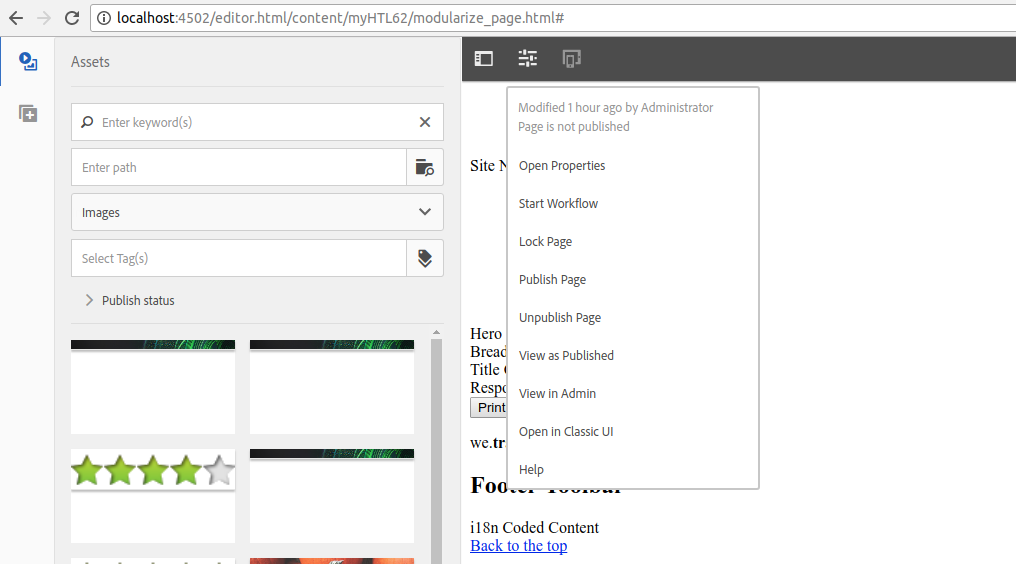 localhost:4502/editor.html/content/myHTL62/modularize_page.html#
Assets
Enter keyword(s)
Enter path
Images
Select Tag(s)
Publish status
Modified 1 hour ago by Administrator
Page is not published
Open Properties
Start Workflow
Lock Page
Publish Page
Unpublish Page
View as Published
View in Admin
Open in Classic UI
Help
Site
Hero
Title
Print
we.
Footer Toolbar
i18n Coded Content
Back to the top